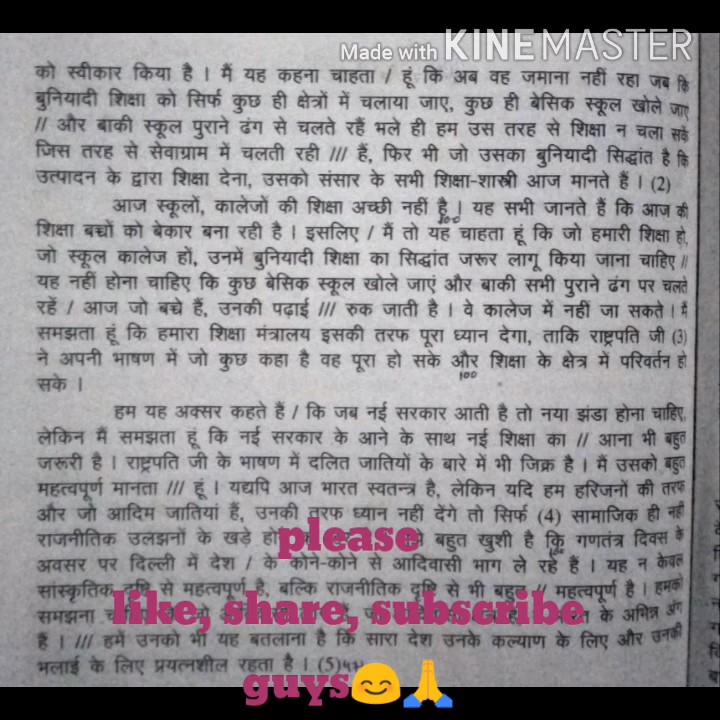 Made with KINEMASTER
को स्वीकार किया है । मैं यह कहना चाहता / हूं कि अब वह जमाना नहीं रहा जब कि
बुनियादी शिक्षा को सिर्फ कुछ ही क्षेत्रों में चलाया जाए, कुछ ही बेसिक स्कूल खोले जाएं
// और बाकी स्कूल पुराने ढंग से चलते रहें भले ही हम उस तरह से शिक्षा न चला सकें
जिस तरह से सेवाग्राम में चलती रही /// हैं, फिर भी जो उसका बुनियादी सिद्धांत है कि
उत्पादन के द्वारा शिक्षा देना, उसको संसार के सभी शिक्षा-शास्त्री आज मानते हैं । (2)
आज स्कूलों, कालेजों की शिक्षा अच्छी नहीं है । यह सभी जानते हैं कि आज की
100
शिक्षा बच्चों को बेकार बना रही है । इसलिए / मैं तो यह चाहता हूं कि जो हमारी शिक्षा हो,
जो स्कूल कालेज हों, उनमें बुनियादी शिक्षा का सिद्धांत जरूर लागू किया जाना चाहिए //
यह नहीं होना चाहिए कि कुछ बेसिक स्कूल खोले जाएं और बाकी सभी पुराने ढंग पर चलते
रहें / आज जो बच्चे हैं, उनकी पढ़ाई /// रुक जाती है । वे कालेज में नहीं जा सकते । मैं
समझता हूं कि हमारा शिक्षा मंत्रालय इसकी तरफ पूरा ध्यान देगा, ताकि राष्ट्रपति जी (3)
ने अपनी भाषण में जो कुछ कहा है वह पूरा हो सके और शिक्षा के क्षेत्र में परिवर्तन हो
100
सके ।
हम यह अक्सर कहते हैं / कि जब नई सरकार आती है तो नया झंडा होना चाहिए,
लेकिन मैं समझता हूं कि नई सरकार के आने के साथ नई शिक्षा का // आना भी बहुत
जरूरी है । राष्ट्रपति जी के भाषण में दलित जातियों के बारे में भी जिक्र है । मैं उसको बहुत
महत्वपूर्ण मानता /// हूं । यद्यपि आज भारत स्वतन्त्र है, लेकिन यदि हम हरिजनों की तरफ
और जो आदिम जातियां हैं, उनकी तरफ ध्यान नहीं देंगे तो सिर्फ (4) सामाजिक ही नहीं
राजनीतिक उलझनों के खड़े बहुत खुशी है कि गणतंत्र दिवस के
please
अवसर पर दिल्ली में देश / के कोने-कोने से आदिवासी भाग ले रहे हैं । यह न केवल
सांस्कृतिक दृष्टि से महत्वपूर्ण है, बल्कि राजनीतिक दृष्टि से भी बहुत // महत्वपूर्ण है । हमको
समझना के अभिन्न अंग
like, share, subscribe
है । /// हमें उनको भी यह बतलाना है कि सारा देश उनके कल्याण के लिए और उनकी
भलाई के लिए प्रयत्नशील रहता है । (5)
guys😊🙏